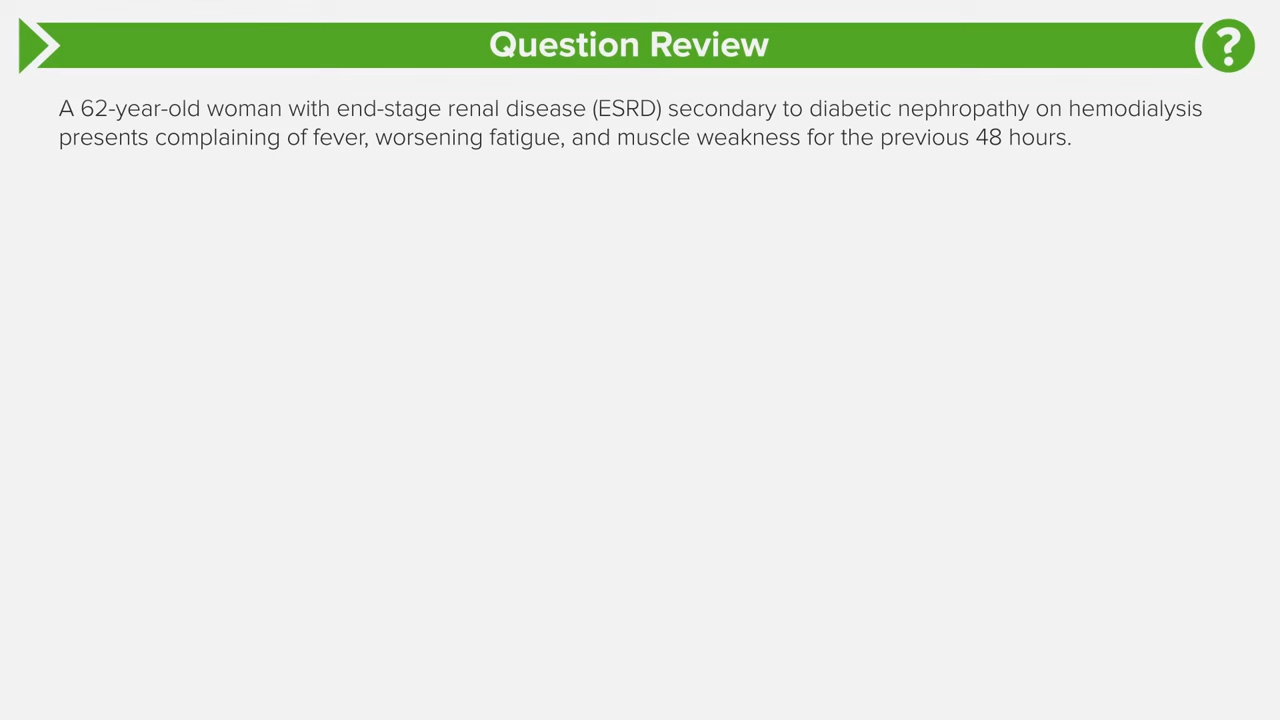 Question Review
?
A 62-year-old woman with end-stage renal disease (ESRD) secondary to diabetic nephropathy on hemodialysis
presents complaining of fever, worsening fatigue, and muscle weakness for the previous 48 hours.